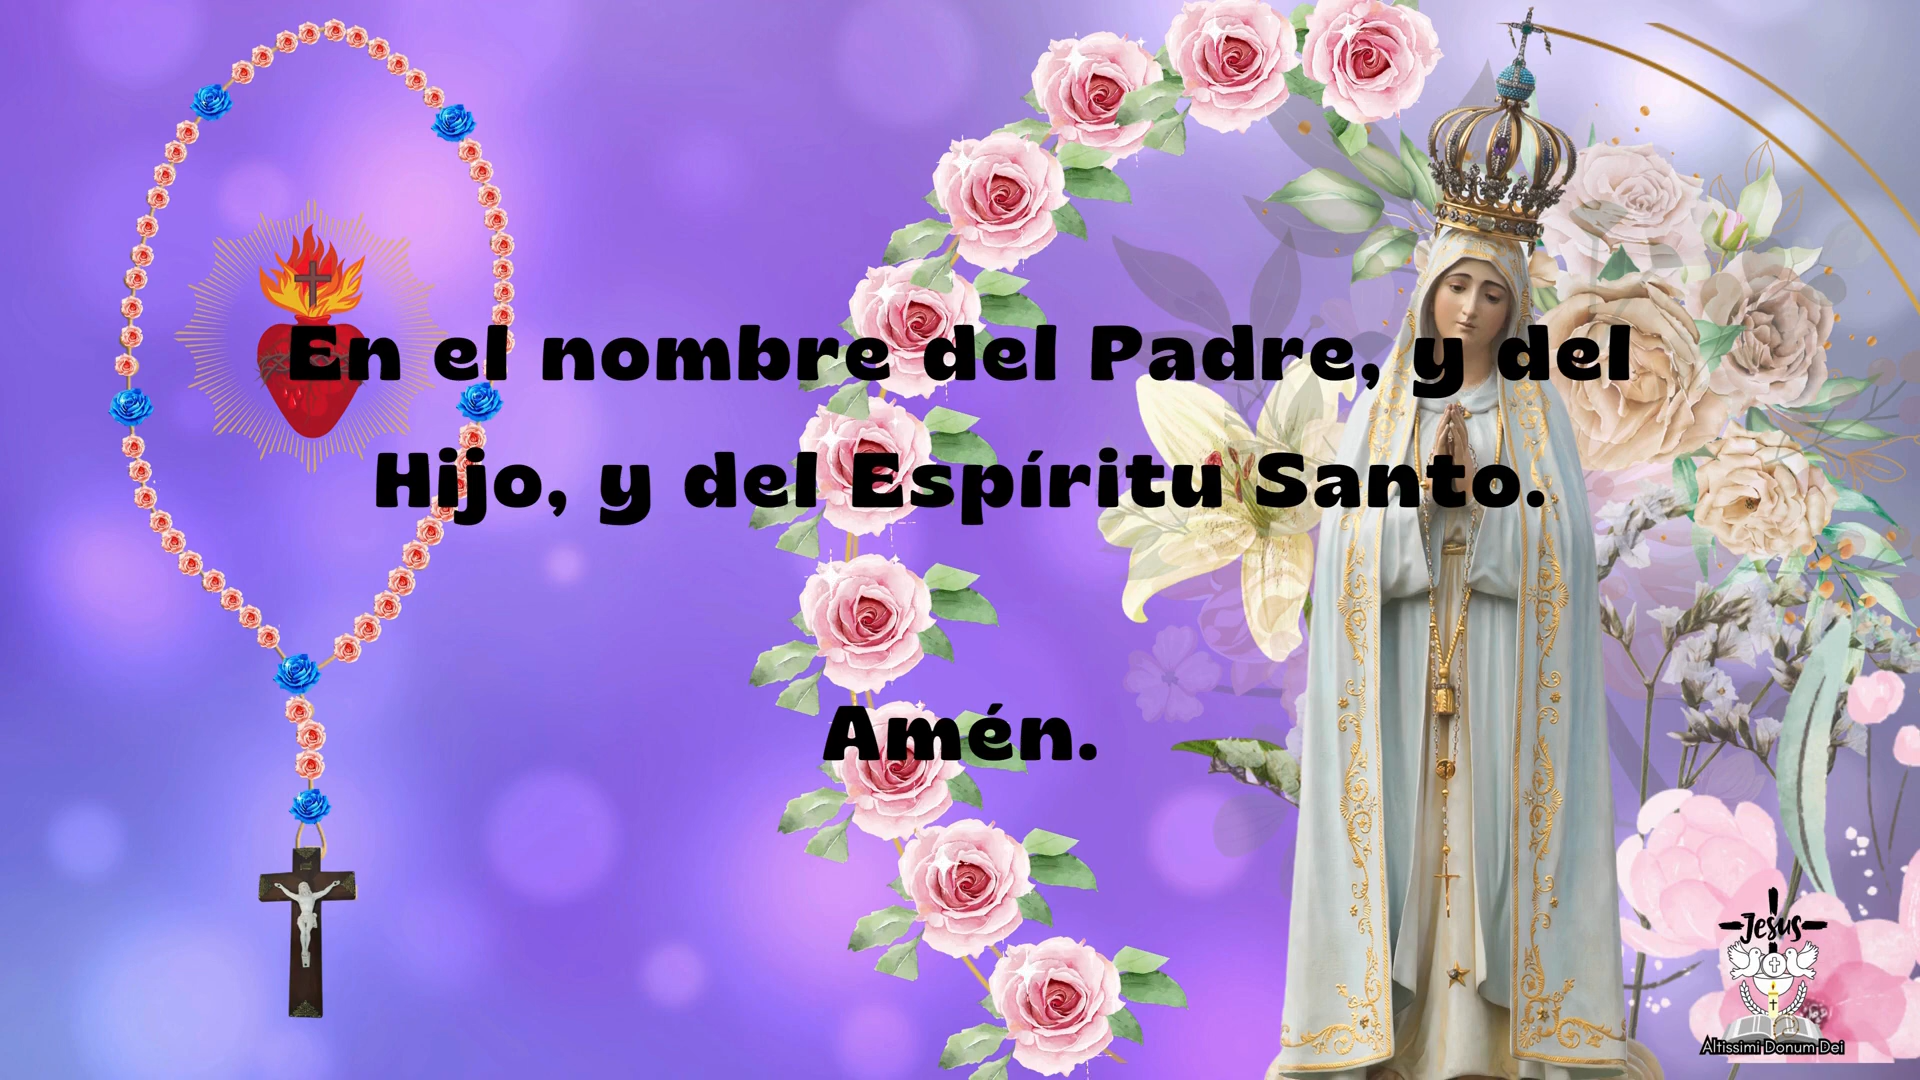 En el nombre del Padre, y del
Hijo, y del Espíritu Santo.
Amén.
Jesus
Altissimi Donum Dei